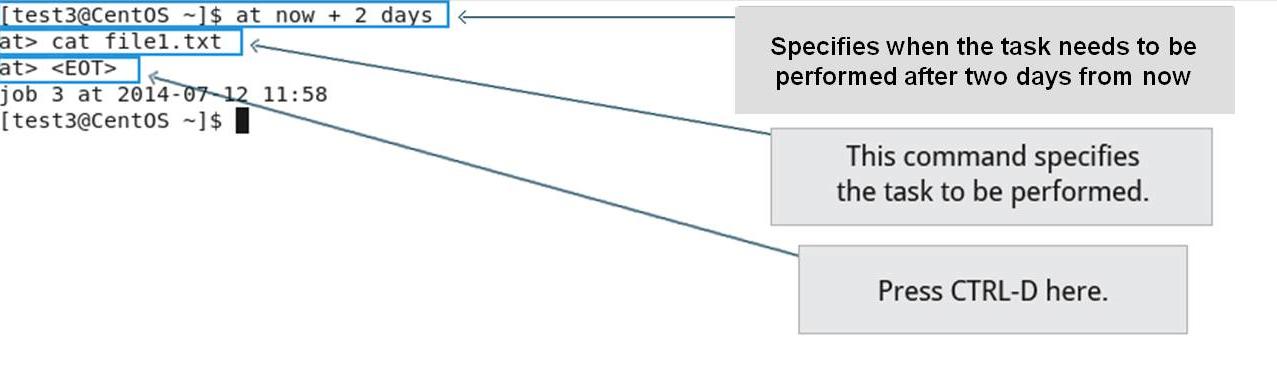 [test3@CentOS ~]$ at now + 2 days
at> cat file1.txt
at> <EOT>
job 3 at 2014-07-12 11:58
[test3@CentOS ~]$
Specifies when the task needs to be
performed after two days from now
This command specifies
the task to be performed.
Press CTRL-D here.